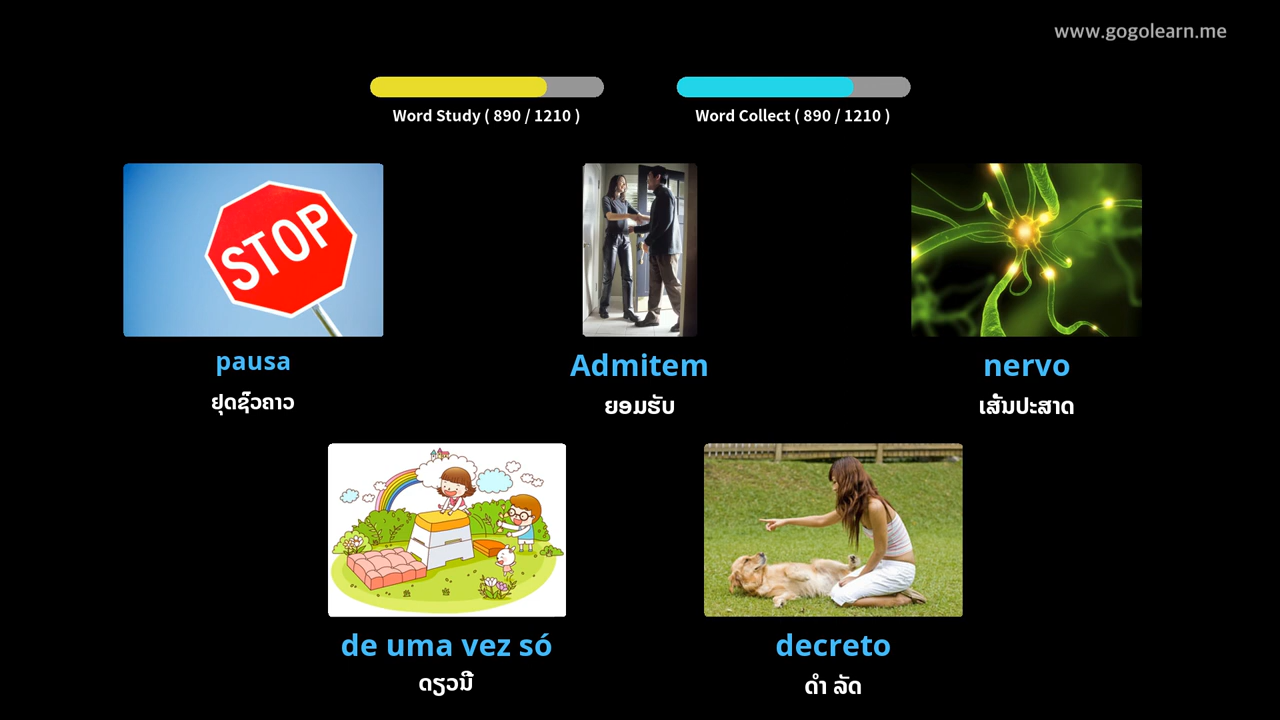 www.gogolearn.me
Word Study ( 890 / 1210 )
Word Collect ( 890 / 1210 )
STOP
pausa
ຢຸດຊົ່ວຄາວ
Admitem
ຍອມຮັບ
nervo
ເສັ້ນປະສາດ
de uma vez só
ດຽວນີ້
decreto
ດຳ ລັດ